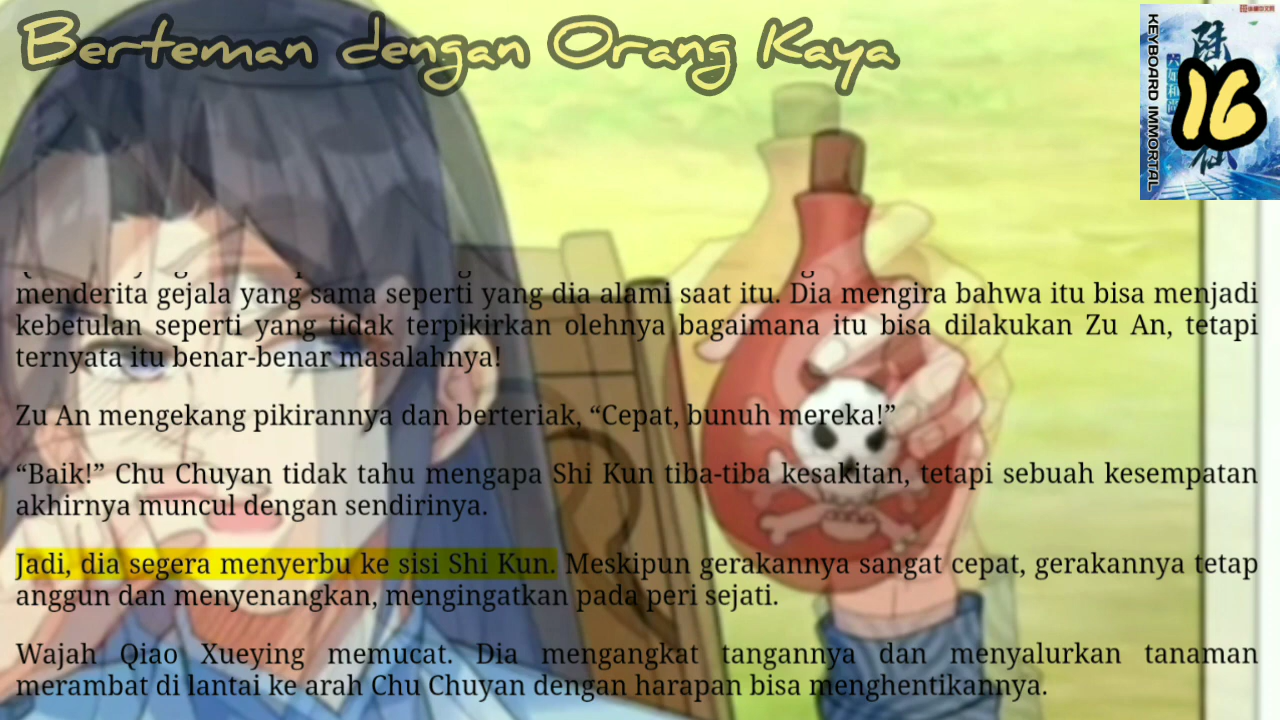 Berteman dengan Orang Kaya
KEYBOARD IMMORTAL
16
menderita gejala yang sama seperti yang dia alami saat itu. Dia mengira bahwa itu bisa menjadi
kebetulan seperti yang tidak terpikirkan olehnya bagaimana itu bisa dilakukan Zu An, tetapi
ternyata itu benar-benar masalahnya!
Zu An mengekang pikirannya dan berteriak, “Cepat, bunuh mereka!”
“Baik!” Chu Chuyan tidak tahu mengapa Shi Kun tiba-tiba kesakitan, tetapi sebuah kesempatan
akhirnya muncul dengan sendirinya.
Jadi, dia segera menyerbu ke sisi Shi Kun. Meskipun gerakannya sangat cepat, gerakannya tetap
anggun dan menyenangkan, mengingatkan pada peri sejati.
Wajah Qiao Xueying memucat. Dia mengangkat tangannya dan menyalurkan tanaman
merambat di lantai ke arah Chu Chuyan dengan harapan bisa menghentikannya.